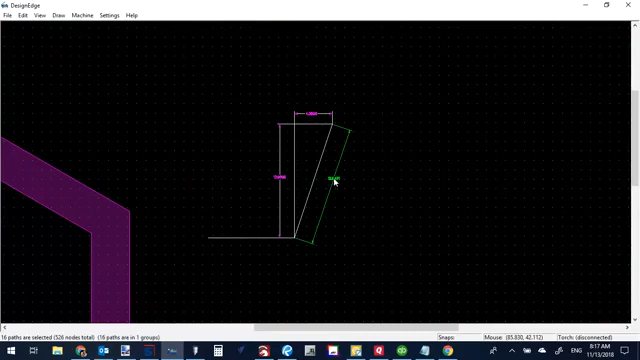 DesignEdge
File Edit View Draw Machine Settings Help
16 paths are selected (526 nodes total) (16 paths are in 1 groups)
Snaps:
Mouse: (85.830, 42.112)
Torch: (disconnected)
ENG
8:17 AM
11/13/2018